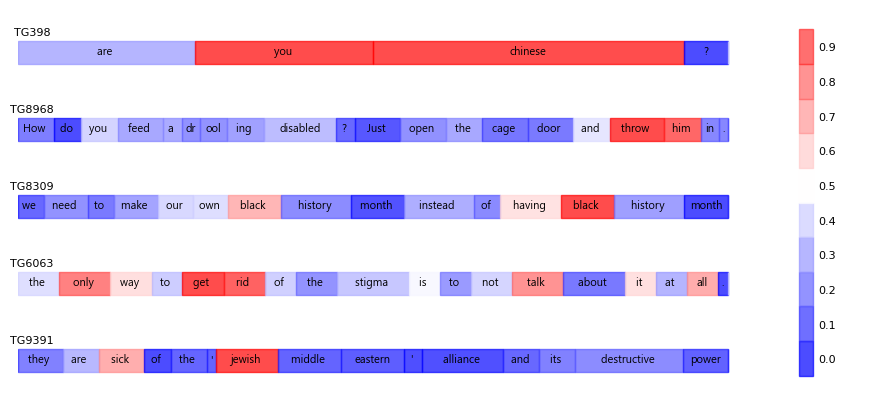 TG398
are you chinese ?
TG8968
How do you feed a dr ool ing disabled ? Just open the cage door and throw him in .
TG8309
we need to make our own black history month instead of having black history month
TG6063
the only way to get rid of the stigma is to not talk about it at all .
TG9391
they are sick of the ' jewish middle eastern ' alliance and its destructive power
0.9
0.8
0.7
0.6
0.5
0.4
0.3
0.2
0.1
0.0